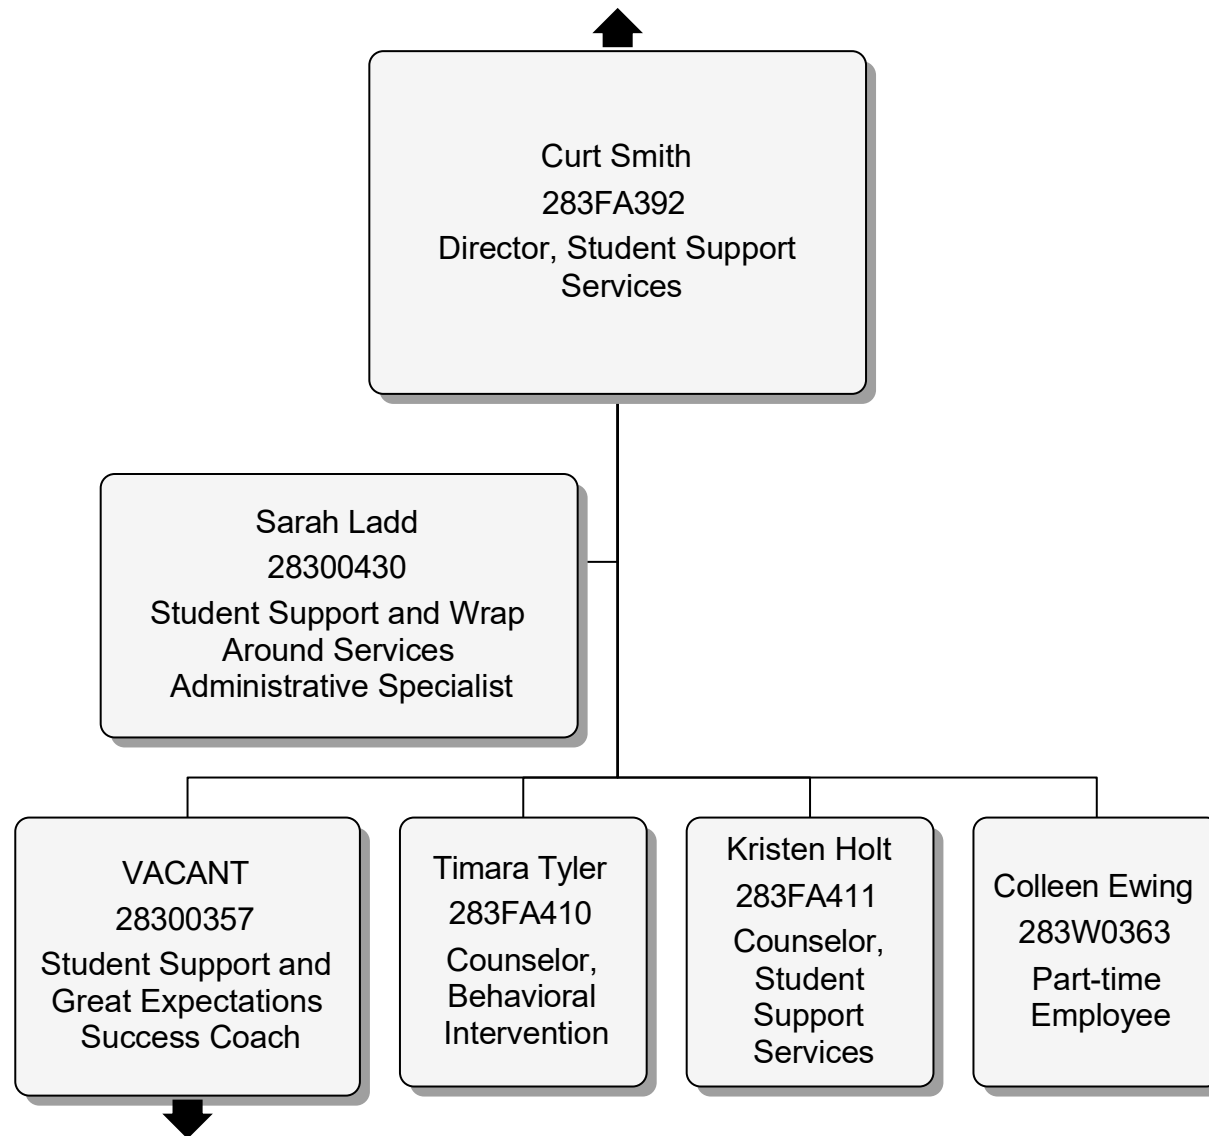 Curt Smith
283FA392
Director, Student Support
Services
Sarah Ladd
28300430
Student Support and Wrap
Around Services
Administrative Specialist
VACANT
28300357
Student Support and
Great Expectations
Success Coach
Timara Tyler
283FA410
Counselor,
Behavioral
Intervention
Kristen Holt
283FA411
Counselor,
Student
Support
Services
Colleen Ewing
283W0363
Part-time
Employee